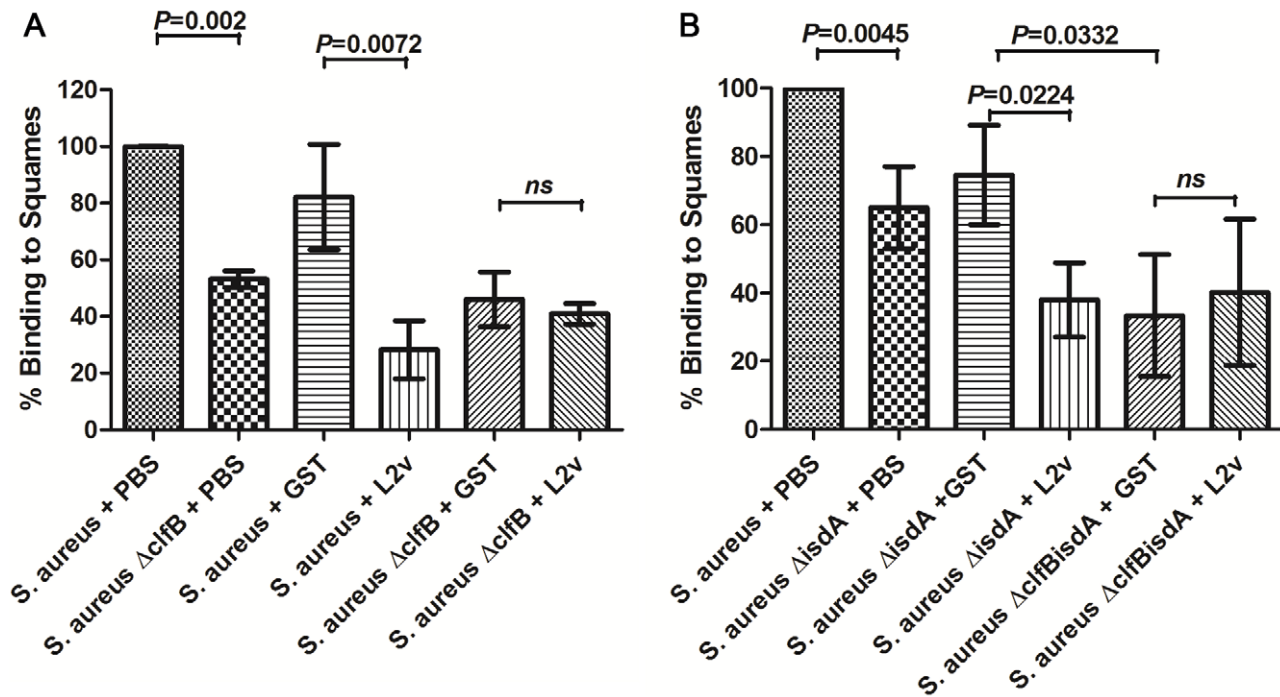 A
P=0.002
P=0.0072
ns
% Binding to Squames
120
100
80
60
40
20
0
S. aureus + PBS
S. aureus ΔclfB + PBS
S. aureus + GST
S. aureus + L2v
S. aureus ΔclfB + GST
S. aureus ΔclfB + L2v
B
P=0.0045
P=0.0332
P=0.0224
ns
% Binding to Squames
100
80
60
40
20
0
S. aureus + PBS
S. aureus ΔisdA + PBS
S. aureus ΔisdA +GST
S. aureus ΔisdA + L2v
S. aureus ΔclfBisdA + GST
S. aureus ΔclfBisdA + L2v